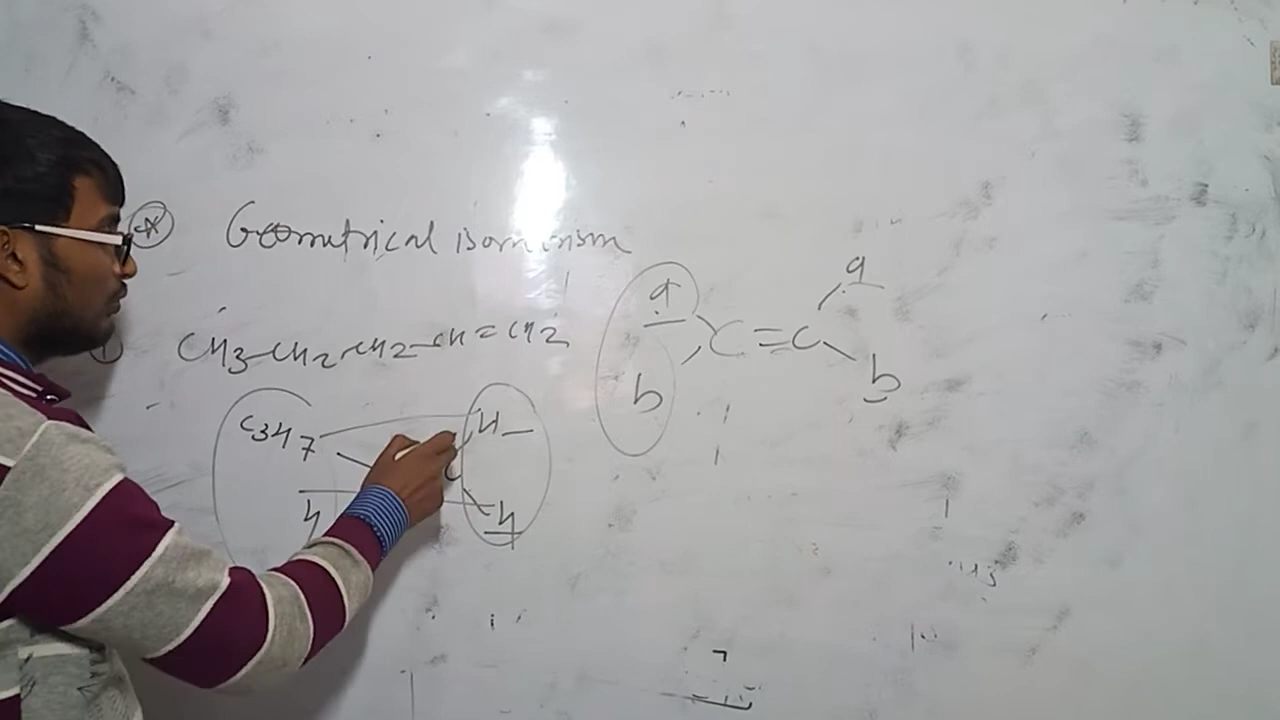 Geometrical isomerism
CH3-CH2-CH2-CH=CH2
a a
C=C
b b
C3H7 H
C
H H